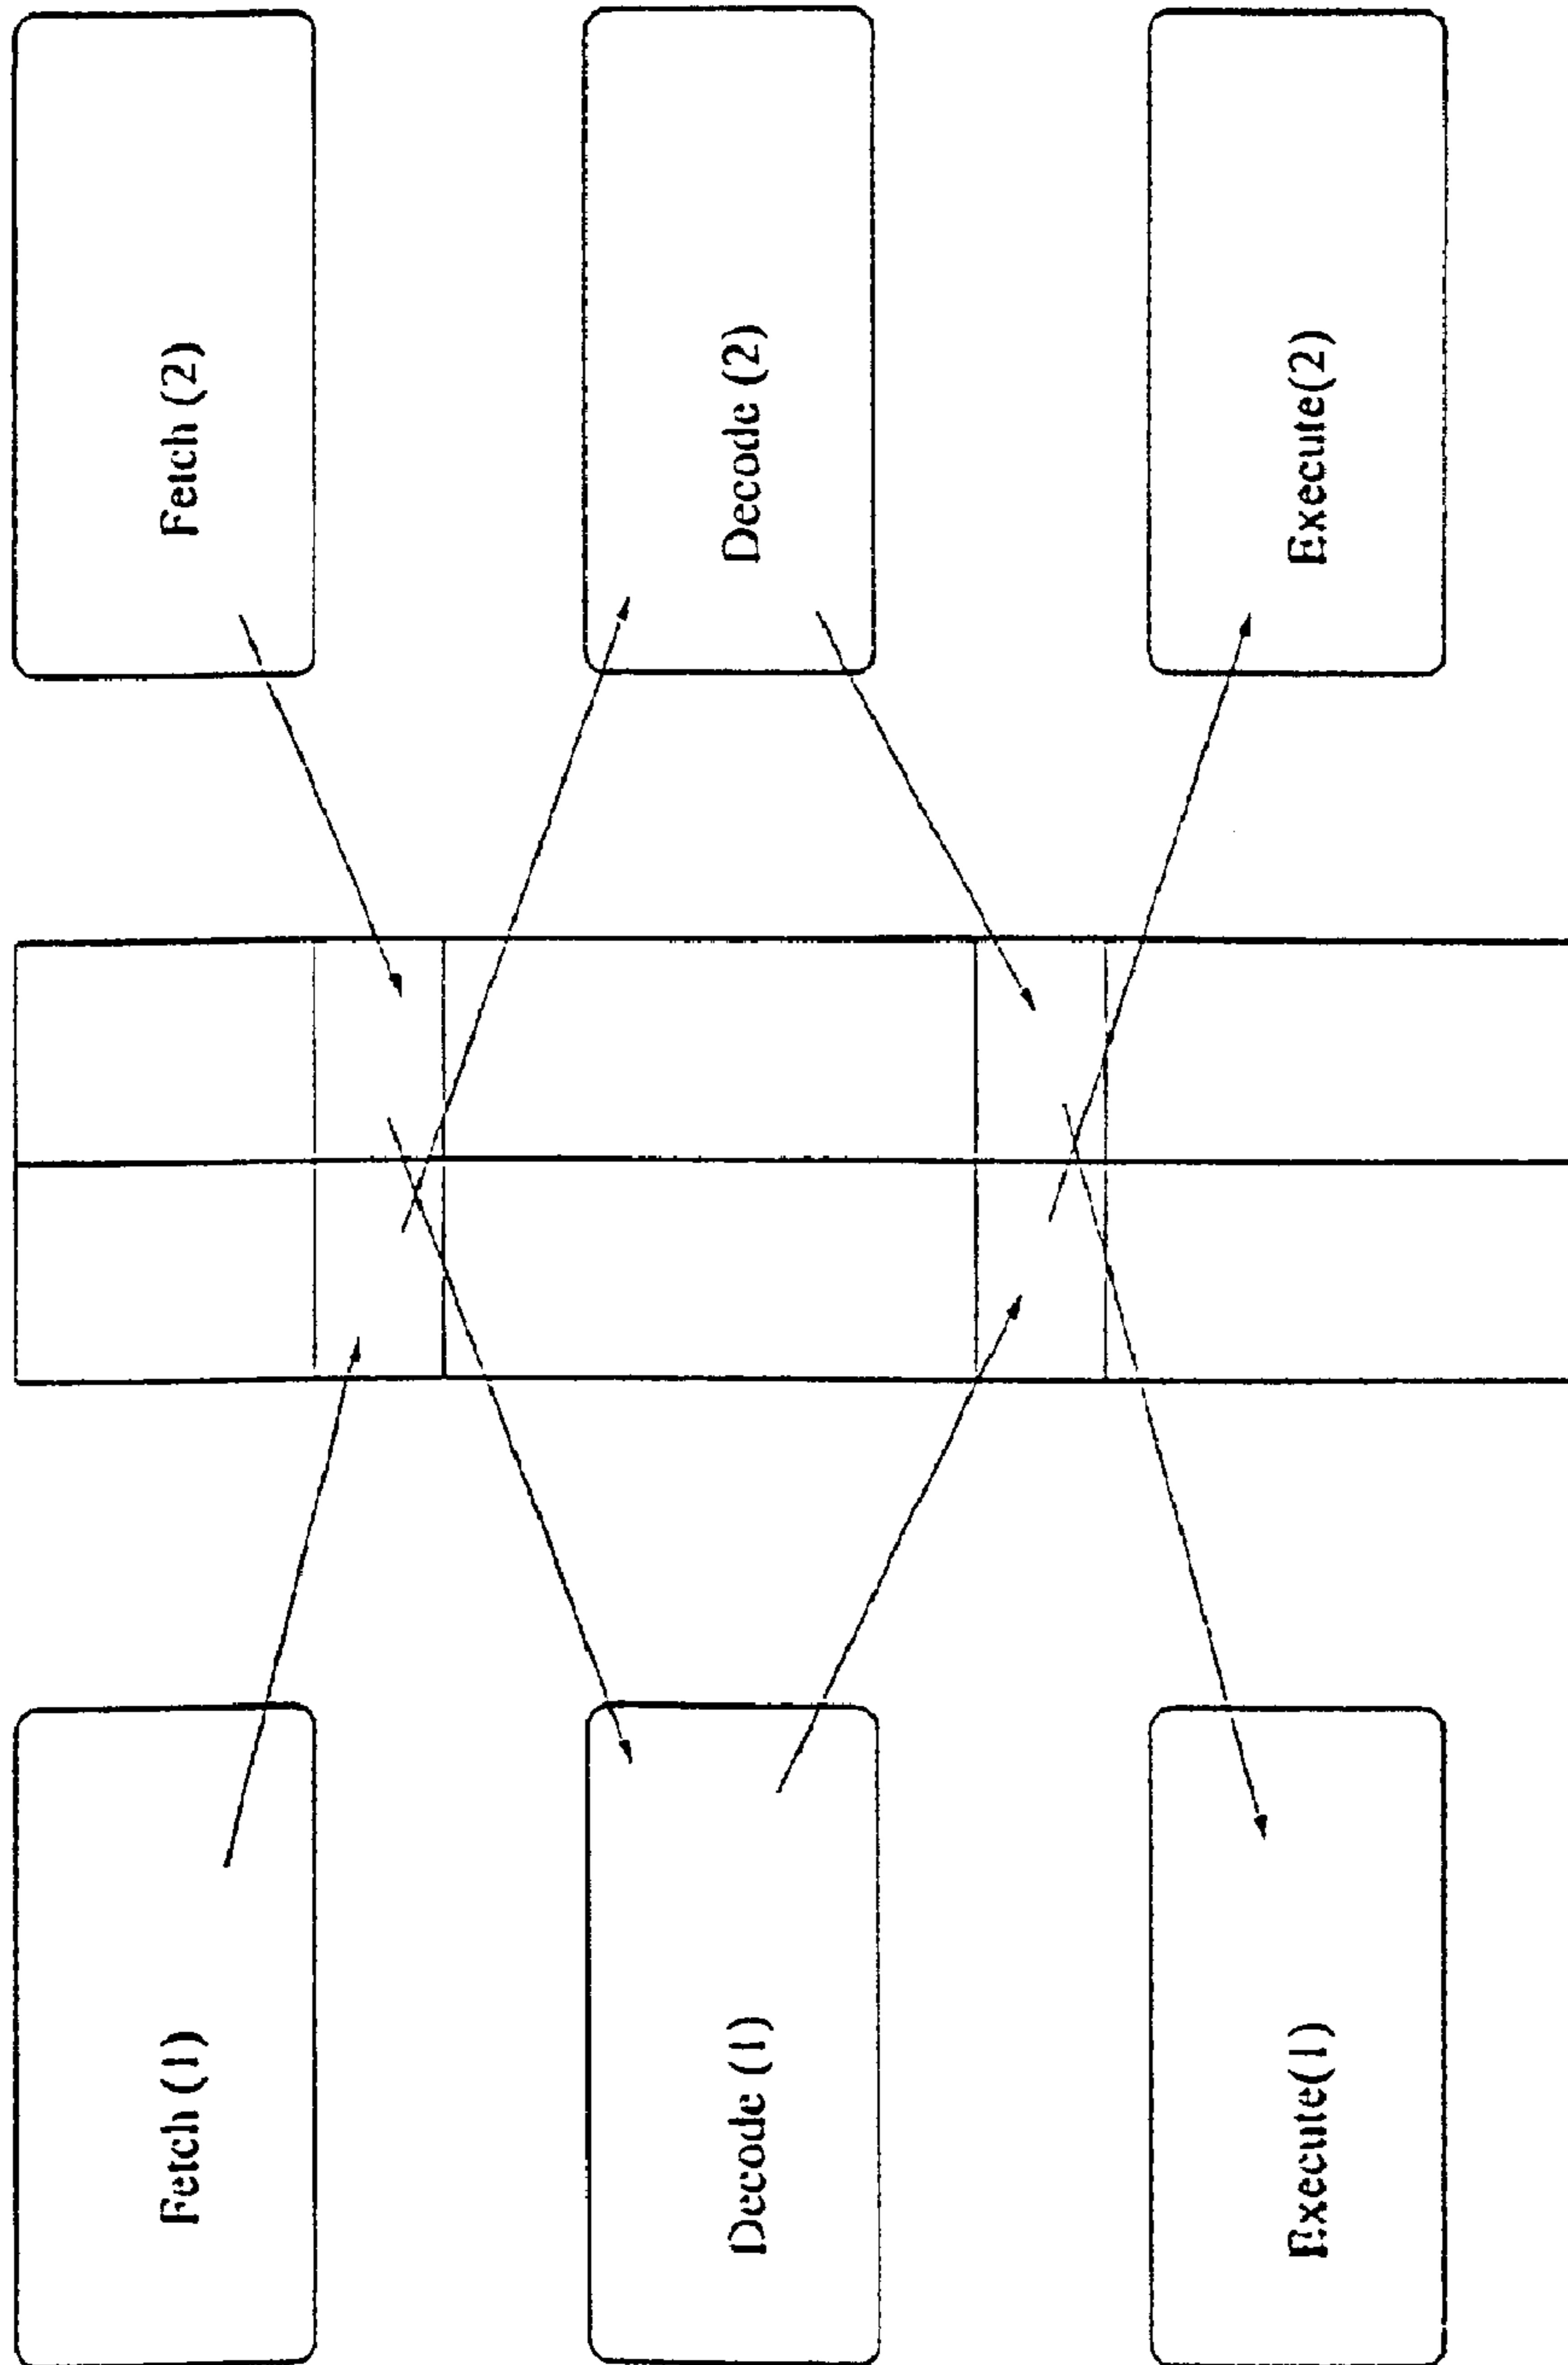 Fetch (1)
Fetch (2)
Decode (1)
Decode (2)
Execute(1)
Execute(2)